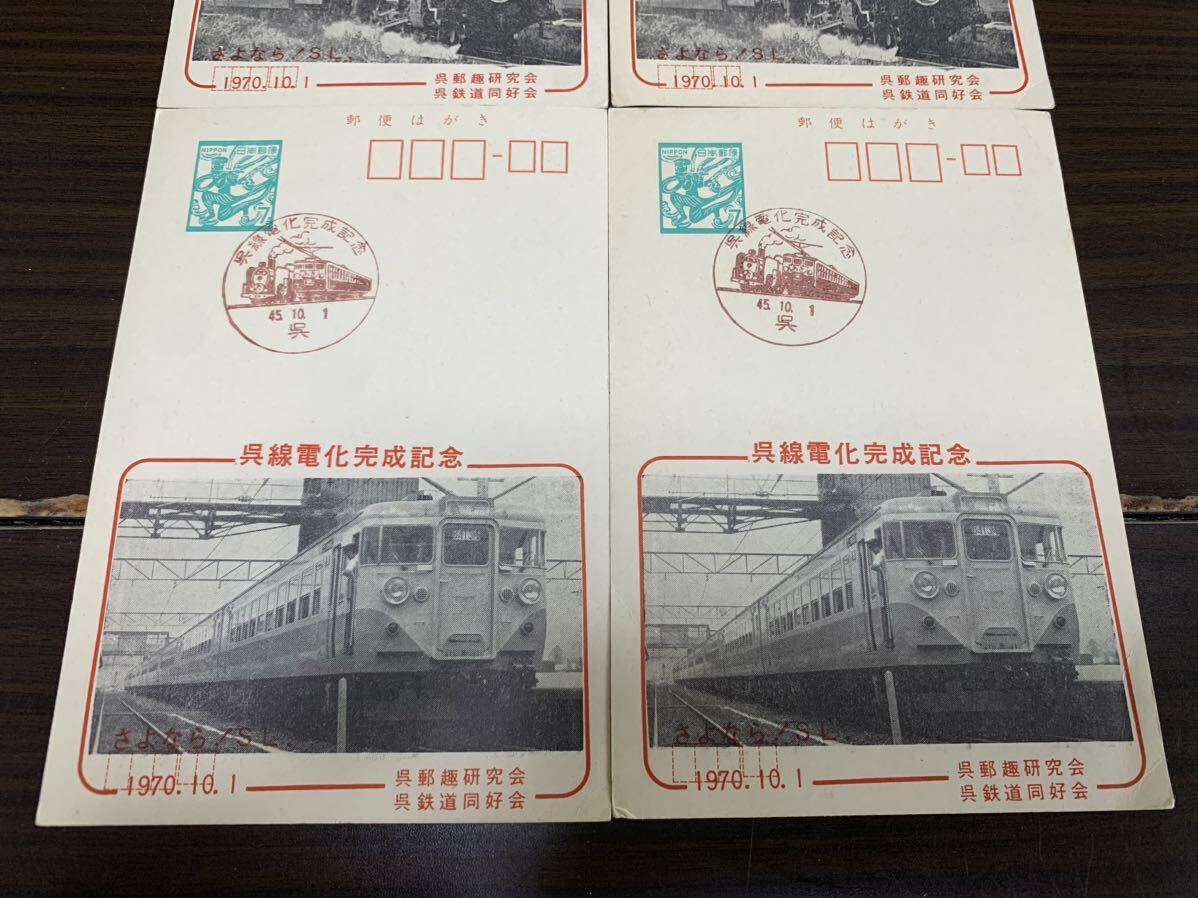 さよなら!SL.
1970.10.1
呉郵趣研究会
呉鉄道同好会
さよなら!SL.
1970.10.1
呉郵趣研究会
呉鉄道同好会
郵便はがき
NIPPON 日本郵便
7
呉線電化完成記念
45.10.1
呉
呉線電化完成記念
さよなら!SL.
1970.10.1
呉郵趣研究会
呉鉄道同好会
郵便はがき
NIPPON 日本郵便
7
呉線電化完成記念
45.10.1
呉
呉線電化完成記念
さよなら!SL
1970.10.1
呉郵趣研究会
呉鉄道同好会